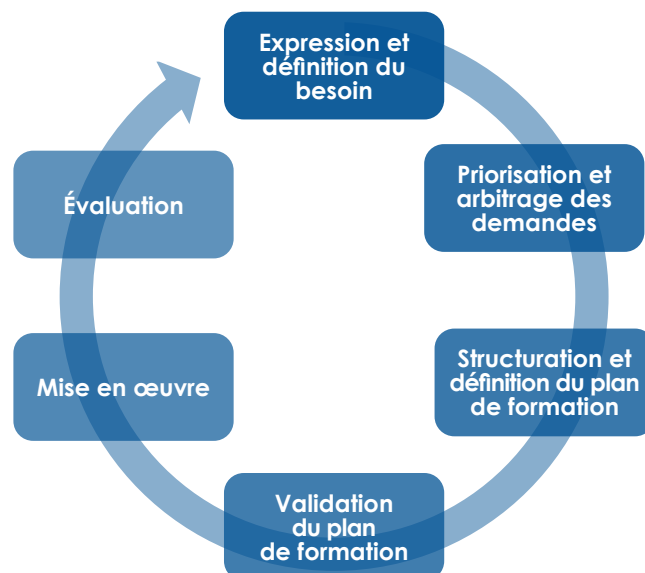 Expression et
définition du
besoin
Priorisation et
arbitrage des
demandes
Structuration et
définition du plan
de formation
Validation
du plan
de formation
Mise en œuvre
Évaluation